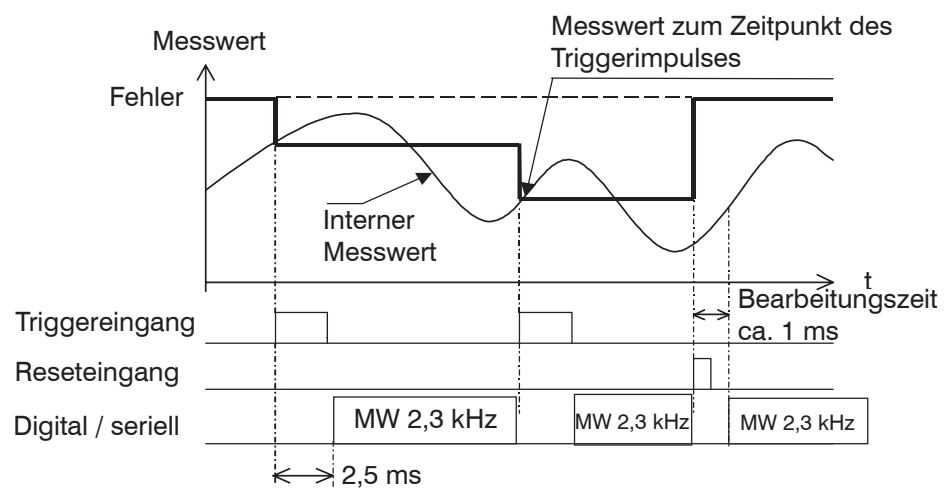 Messwert zum Zeitpunkt des
Triggerimpulses
Messwert
Fehler
Interner
Messwert
t
Bearbeitungszeit
ca. 1 ms
Triggereingang
Reseteingang
Digital / seriell
MW 2,3 kHz
MW 2,3 kHz
MW 2,3 kHz
2,5 ms